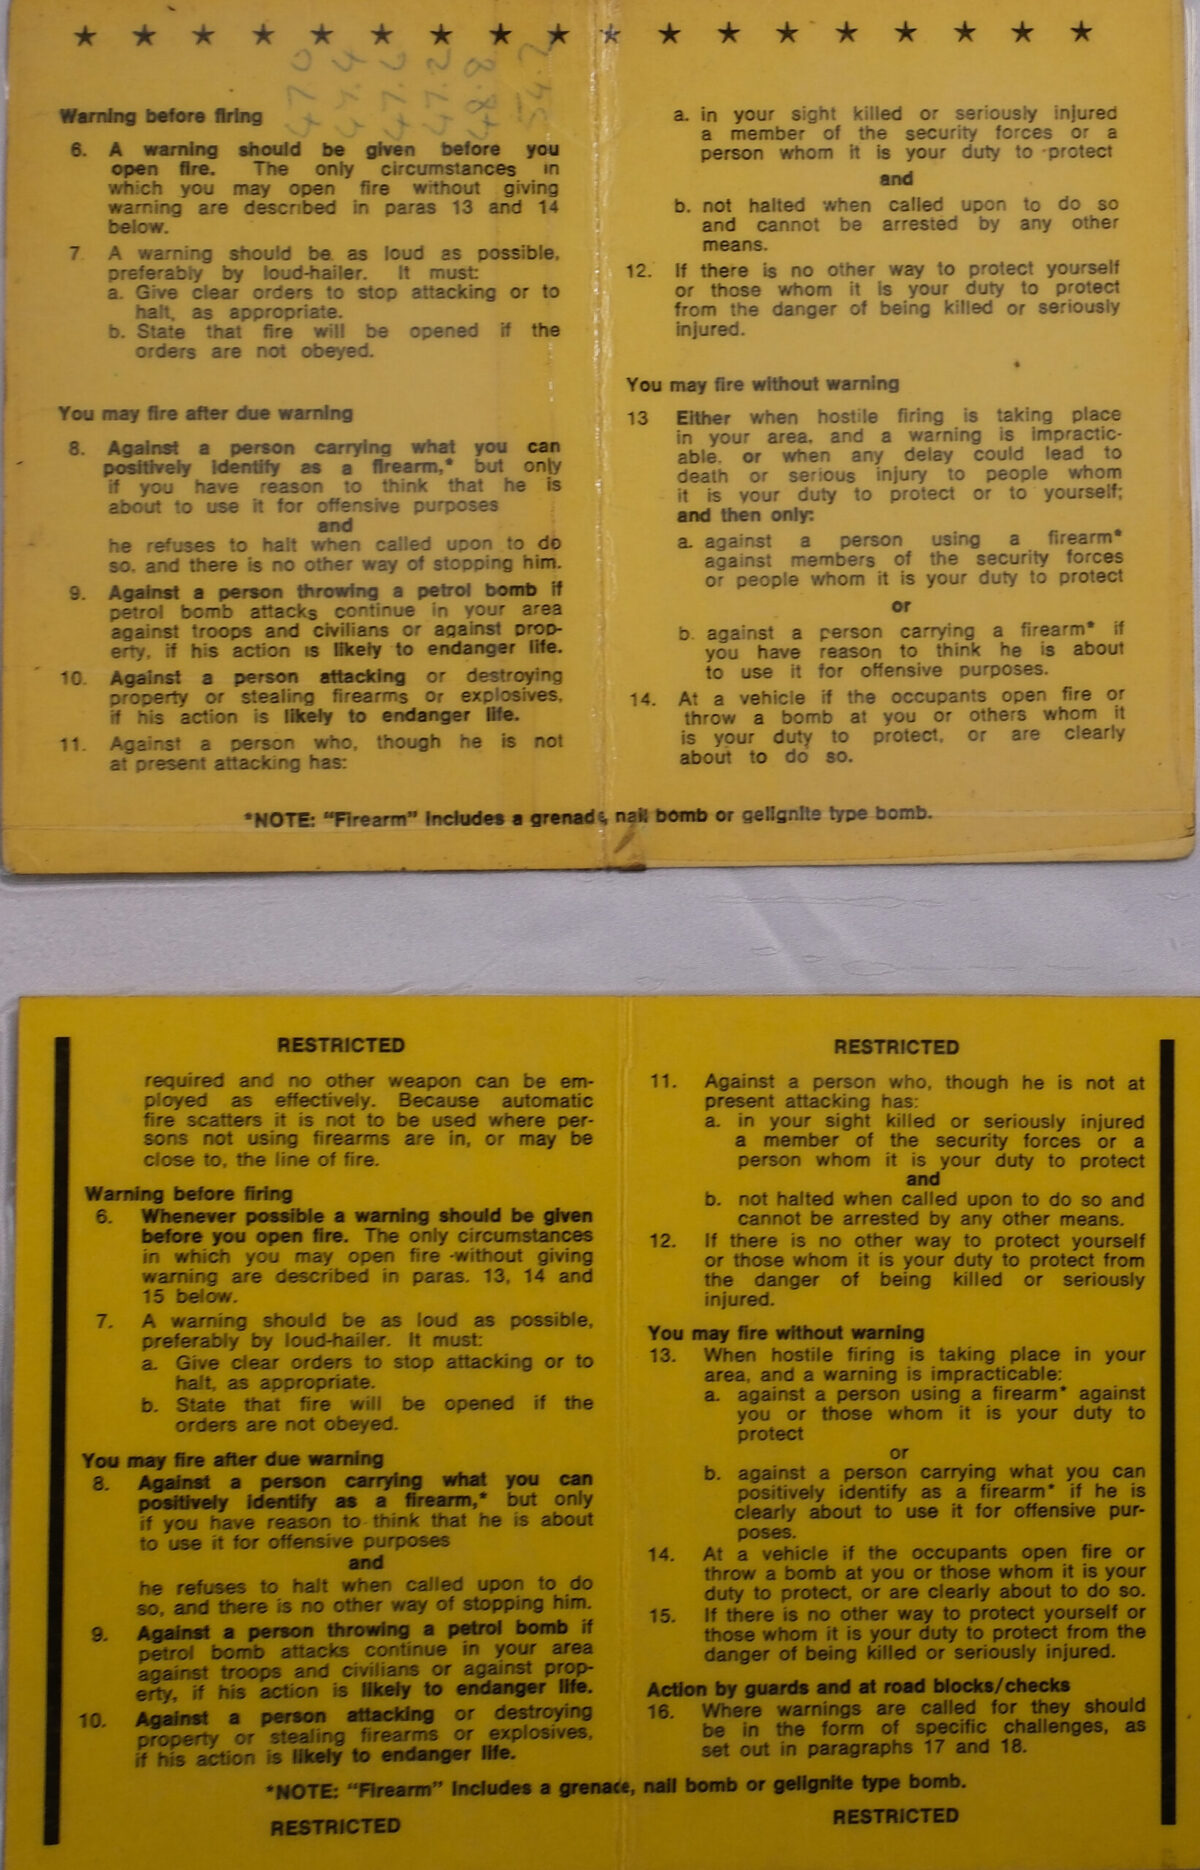 Warning before firing
6. A warning should be given before you
open fire. The only circumstances in
which you may open fire without giving
warning are described in paras 13 and 14
below.
7. A warning should be as loud as possible,
preferably by loud-hailer. It must:
a. Give clear orders to stop attacking or to
halt, as appropriate.
b. State that fire will be opened if the
orders are not obeyed.
You may fire after due warning
8. Against a person carrying what you can
positively identify as a firearm,* but only
if you have reason to think that he is
about to use it for offensive purposes
and
he refuses to halt when called upon to do
so, and there is no other way of stopping him.
9. Against a person throwing a petrol bomb if
petrol bomb attacks continue in your area
against troops and civilians or against prop-
erty, if his action is likely to endanger life.
10. Against a person attacking or destroying
property or stealing firearms or explosives,
if his action is likely to endanger life.
11. Against a person who, though he is not
at present attacking has:
a. in your sight killed or seriously injured
a member of the security forces or a
person whom it is your duty to protect
and
b. not halted when called upon to do so
and cannot be arrested by any other
means.
12. If there is no other way to protect yourself
or those whom it is your duty to protect
from the danger of being killed or seriously
injured.
You may fire without warning
13 Either when hostile firing is taking place
in your area, and a warning is impractic-
able, or when any delay could lead to
death or serious injury to people whom
it is your duty to protect or to yourself;
and then only:
a. against a person using a firearm*
against members of the security forces
or people whom it is your duty to protect
or
b. against a person carrying a firearm* if
you have reason to think he is about
to use it for offensive purposes.
14. At a vehicle if the occupants open fire or
throw a bomb at you or others whom it
is your duty to protect, or are clearly
about to do so.
*NOTE: "Firearm" includes a grenade, nail bomb or gelignite type bomb.
RESTRICTED
required and no other weapon can be em-
ployed as effectively. Because automatic
fire scatters it is not to be used where per-
sons not using firearms are in, or may be
close to, the line of fire.
Warning before firing
6. Whenever possible a warning should be given
before you open fire. The only circumstances
in which you may open fire without giving
warning are described in paras. 13, 14 and
15 below.
7. A warning should be as loud as possible,
preferably by loud-hailer. It must:
a. Give clear orders to stop attacking or to
halt, as appropriate.
b. State that fire will be opened if the
orders are not obeyed.
You may fire after due warning
8. Against a person carrying what you can
positively identify as a firearm,* but only
if you have reason to think that he is about
to use it for offensive purposes
and
he refuses to halt when called upon to do
so, and there is no other way of stopping him.
9. Against a person throwing a petrol bomb if
petrol bomb attacks continue in your area
against troops and civilians or against prop-
erty, if his action is likely to endanger life.
10. Against a person attacking or destroying
property or stealing firearms or explosives,
if his action is likely to endanger life.
RESTRICTED
11. Against a person who, though he is not at
present attacking has:
a. in your sight killed or seriously injured
a member of the security forces or a
person whom it is your duty to protect
and
b. not halted when called upon to do so and
cannot be arrested by any other means.
12. If there is no other way to protect yourself
or those whom it is your duty to protect from
the danger of being killed or seriously
injured.
You may fire without warning
13. When hostile firing is taking place in your
area, and a warning is impracticable:
a. against a person using a firearm* against
you or those whom it is your duty to
protect
or
b. against a person carrying what you can
positively identify as a firearm* if he is
clearly about to use it for offensive pur-
poses.
14. At a vehicle if the occupants open fire or
throw a bomb at you or those whom it is your
duty to protect, or are clearly about to do so.
15. If there is no other way to protect yourself or
those whom it is your duty to protect from the
danger of being killed or seriously injured.
Action by guards and at road blocks/checks
16. Where warnings are called for they should
be in the form of specific challenges, as
set out in paragraphs 17 and 18.
*NOTE: "Firearm" includes a grenade, nail bomb or gelignite type bomb.
RESTRICTED
RESTRICTED